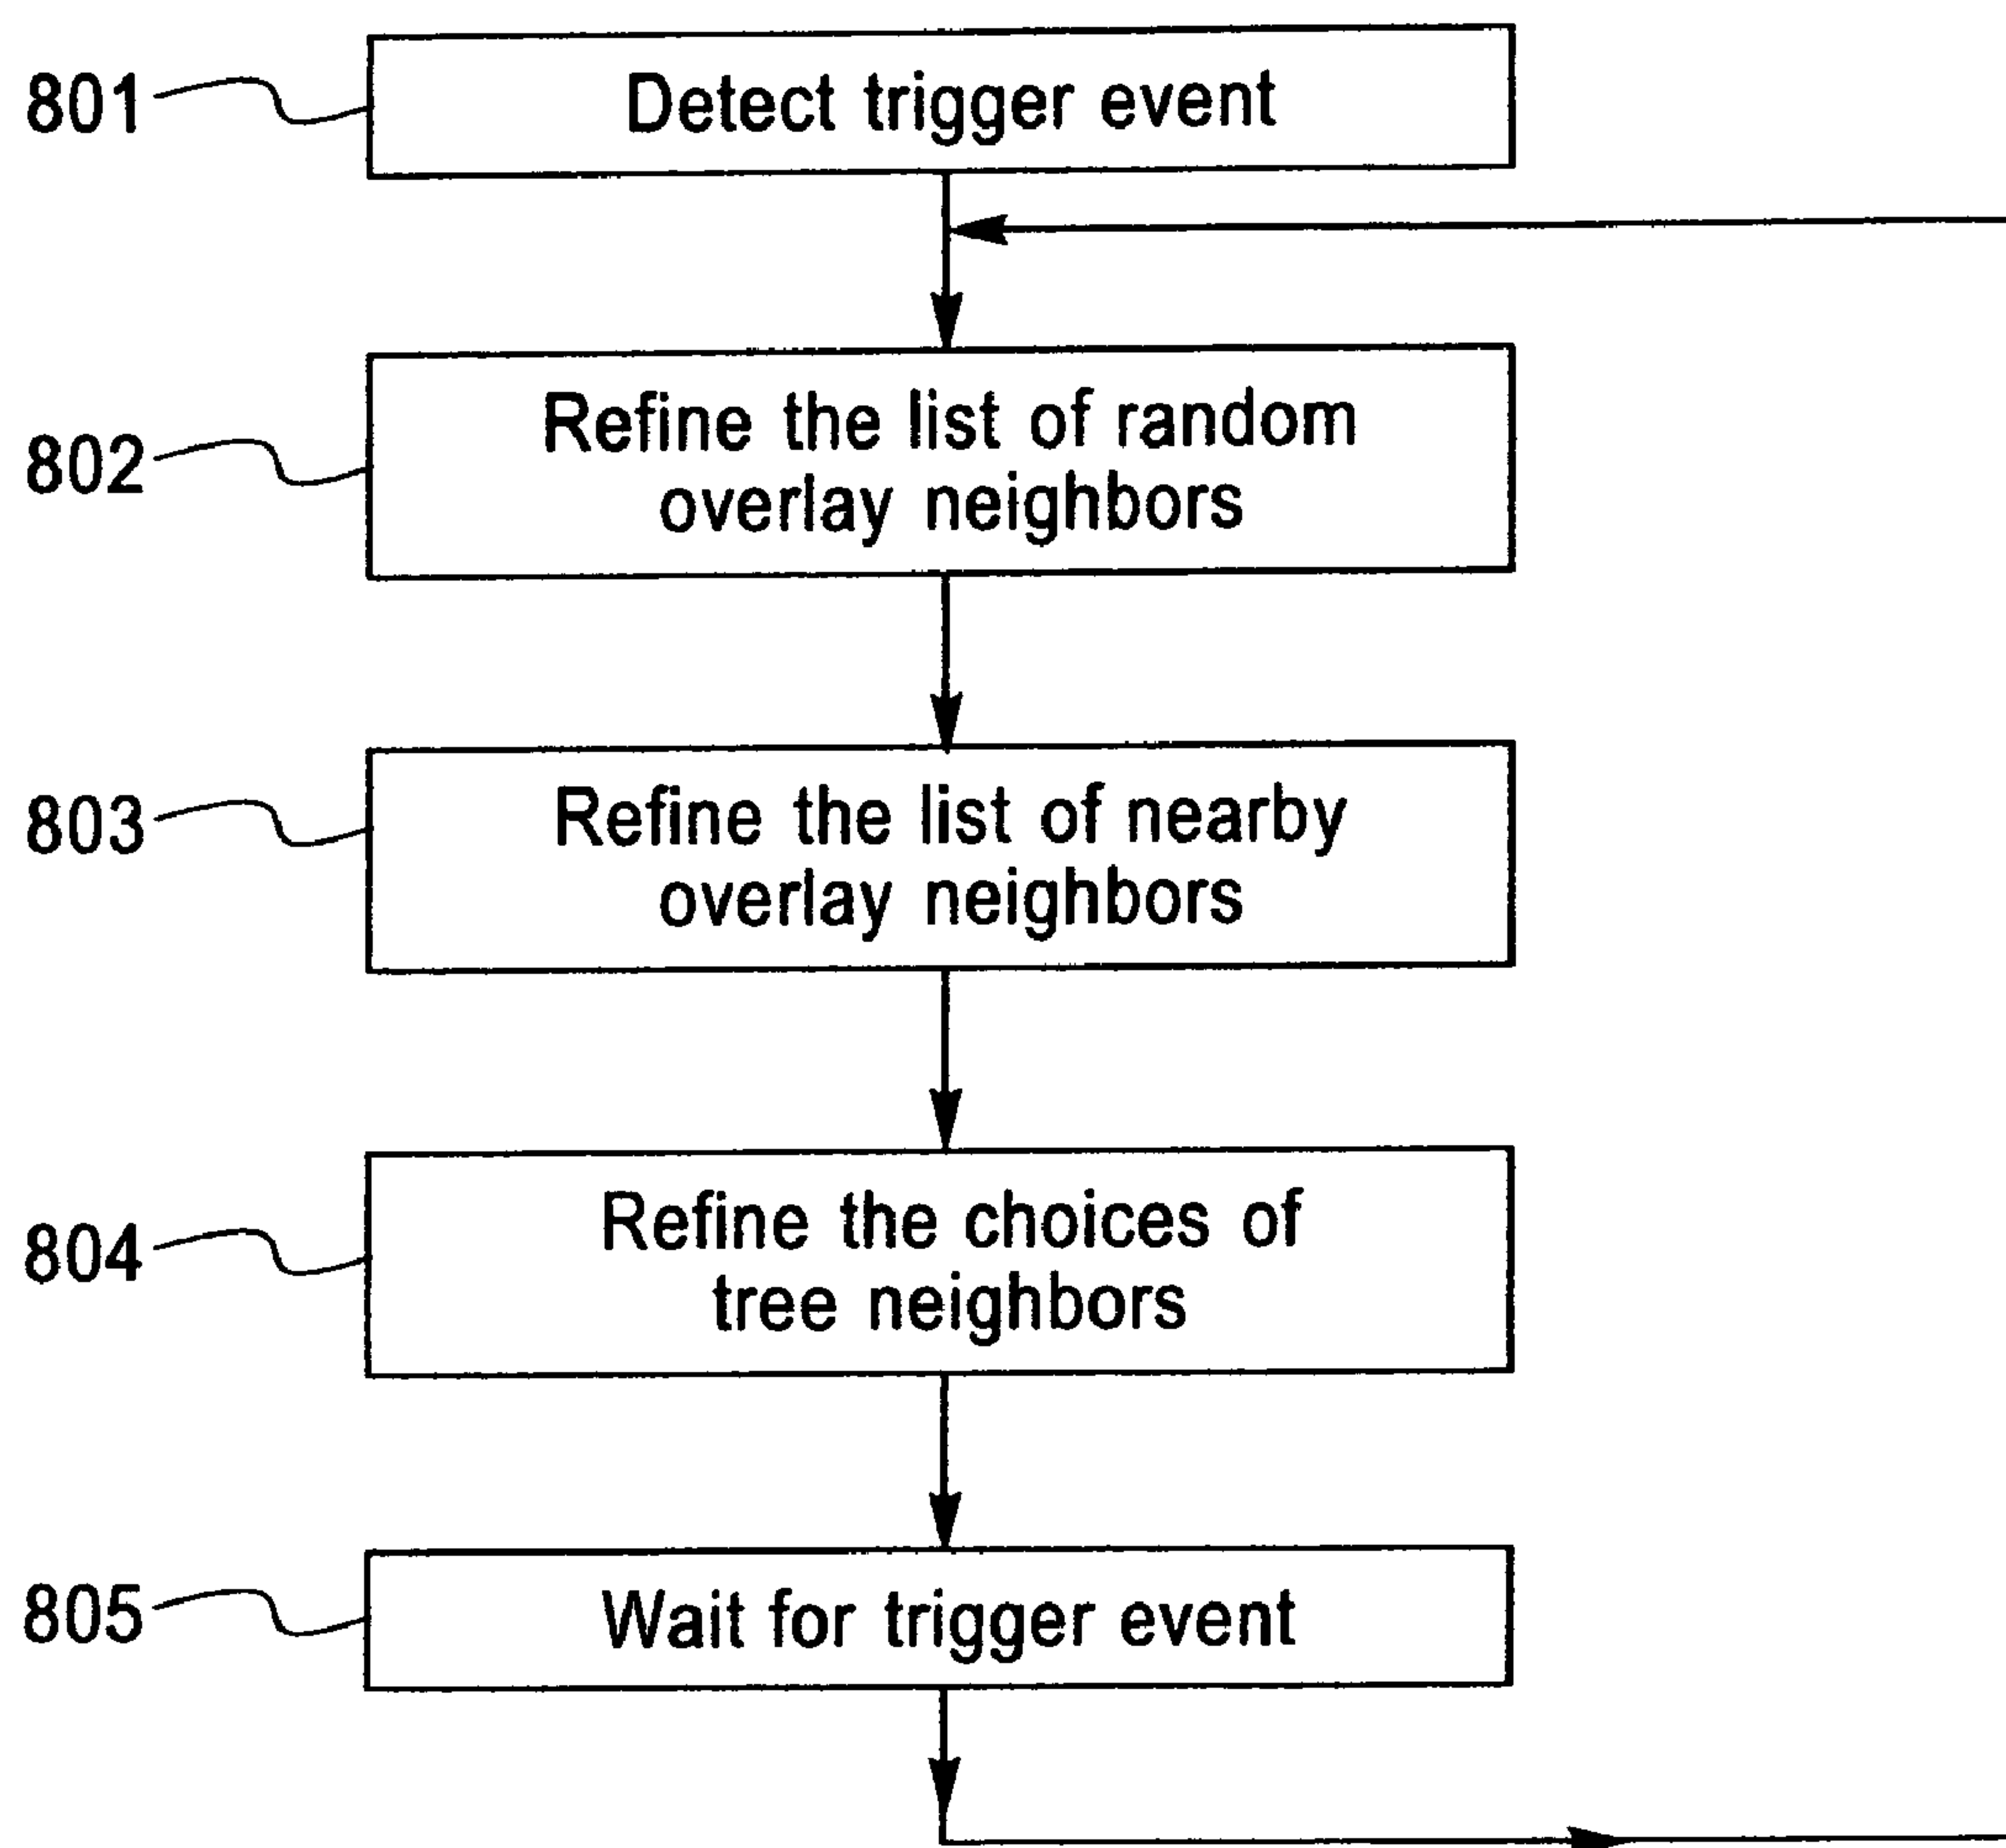 801
Detect trigger event
802
Refine the list of random
overlay neighbors
803
Refine the list of nearby
overlay neighbors
804
Refine the choices of
tree neighbors
805
Wait for trigger event